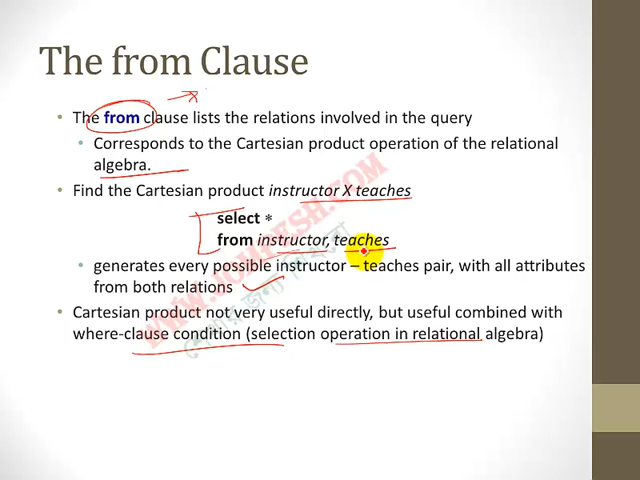 The from Clause
• The from clause lists the relations involved in the query
• Corresponds to the Cartesian product operation of the relational
algebra.
• Find the Cartesian product instructor X teaches
select ∗
from instructor, teaches
• generates every possible instructor – teaches pair, with all attributes
from both relations
• Cartesian product not very useful directly, but useful combined with
where-clause condition (selection operation in relational algebra)